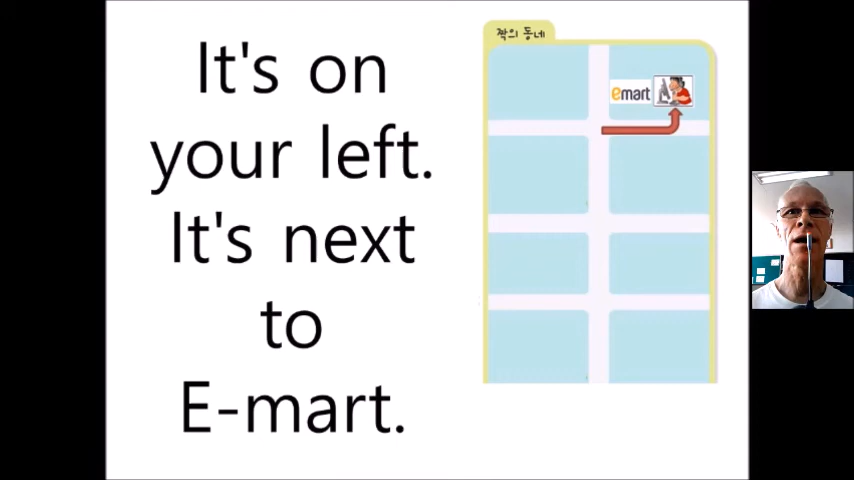 It's on
your left.
It's next
to
E-mart.
짝의 동네
emart